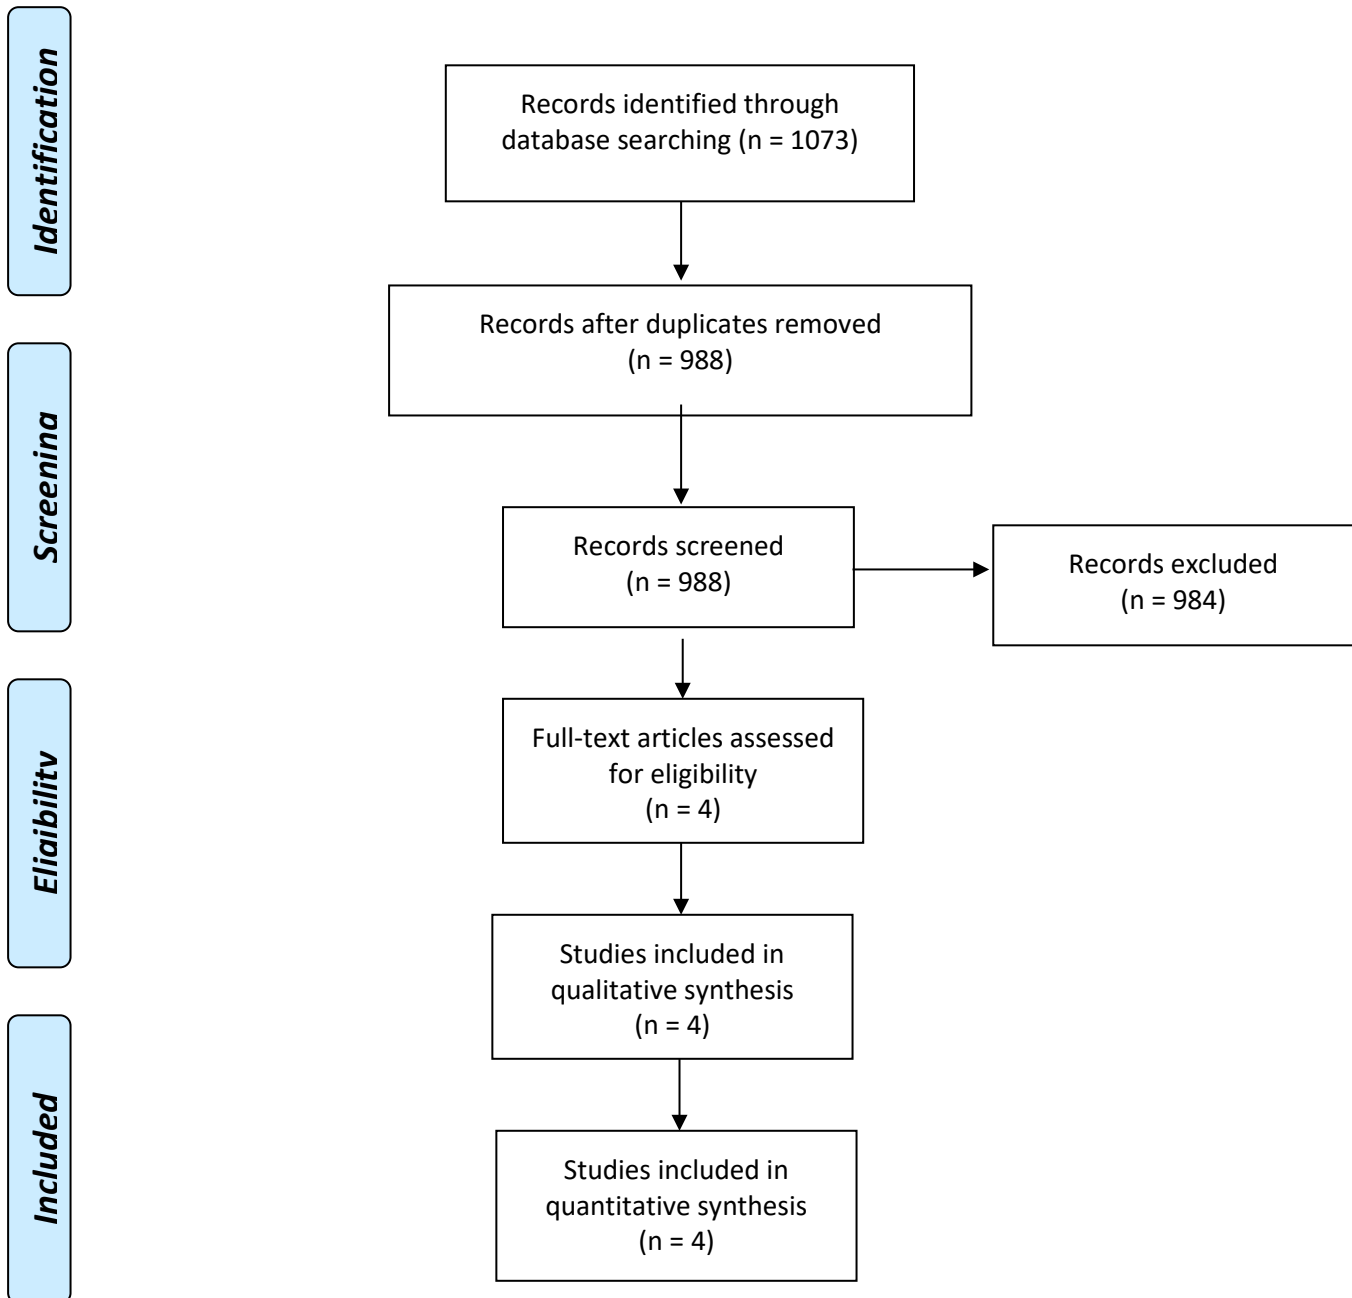 Identification
Records identified through
database searching (n = 1073)
Records after duplicates removed
(n = 988)
Screening
Records screened
(n = 988)
Records excluded
(n = 984)
Eligibility
Full-text articles assessed
for eligibility
(n = 4)
Studies included in
qualitative synthesis
(n = 4)
Included
Studies included in
quantitative synthesis
(n = 4)